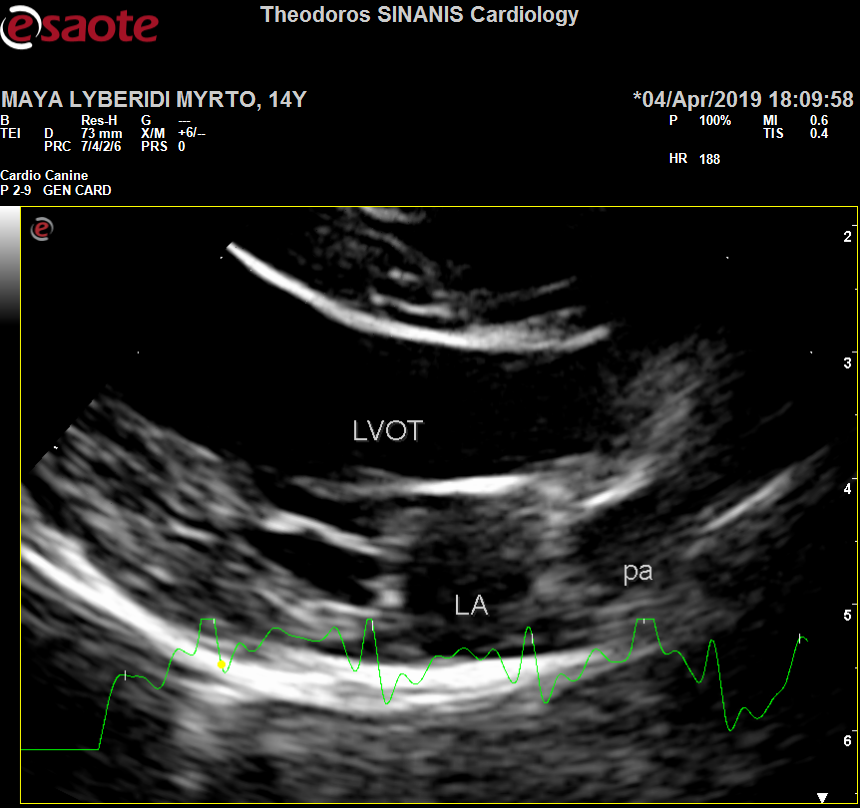 esaote
Theodoros SINANIS Cardiology
MAYA LYBERIDI MYRTO, 14Y
*04/Apr/2019 18:09:58
B Res-H G ---
TEI D 73 mm X/M +6/--
PRC 7/4/2/6 PRS 0
P 100% MI 0.6
TIS 0.4
HR 188
Cardio Canine
P 2-9 GEN CARD
e
2
3
LVOT
4
pa
LA
5
6